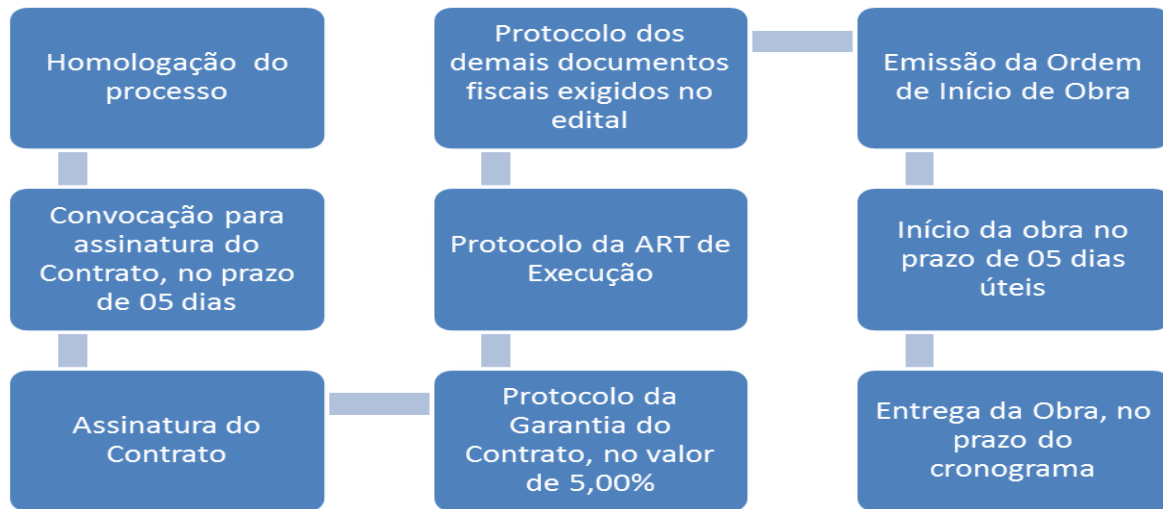 Homologação do
processo
Convocação para
assinatura do
Contrato, no prazo
de 05 dias
Assinatura do
Contrato
Protocolo da
Garantia do
Contrato, no valor
de 5,00%
Protocolo da ART de
Execução
Protocolo dos
demais documentos
fiscais exigidos no
edital
Emissão da Ordem
de Início de Obra
Início da obra no
prazo de 05 dias
úteis
Entrega da Obra, no
prazo do
cronograma